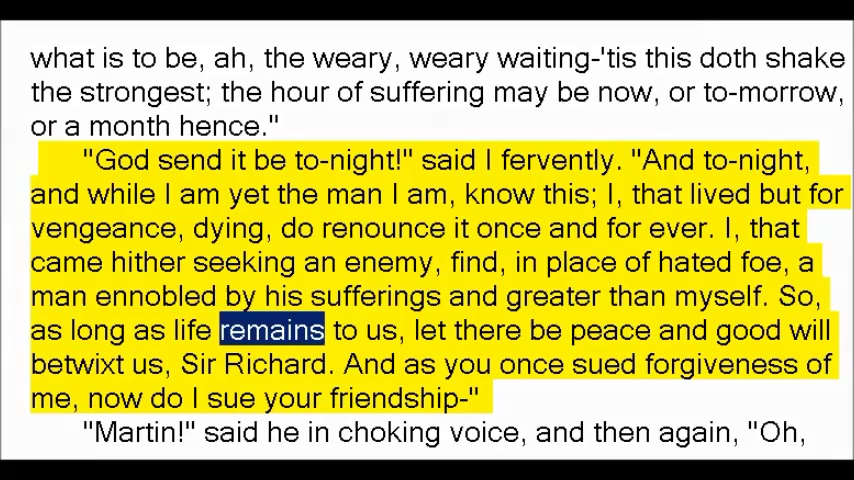 what is to be, ah, the weary, weary waiting-'tis this doth shake
the strongest; the hour of suffering may be now, or to-morrow,
or a month hence."
"God send it be to-night!" said I fervently. "And to-night,
and while I am yet the man I am, know this; I, that lived but for
vengeance, dying, do renounce it once and for ever. I, that
came hither seeking an enemy, find, in place of hated foe, a
man ennobled by his sufferings and greater than myself. So,
as long as life remains to us, let there be peace and good will
betwixt us, Sir Richard. And as you once sued forgiveness of
me, now do I sue your friendship-"
"Martin!" said he in choking voice, and then again, "Oh,